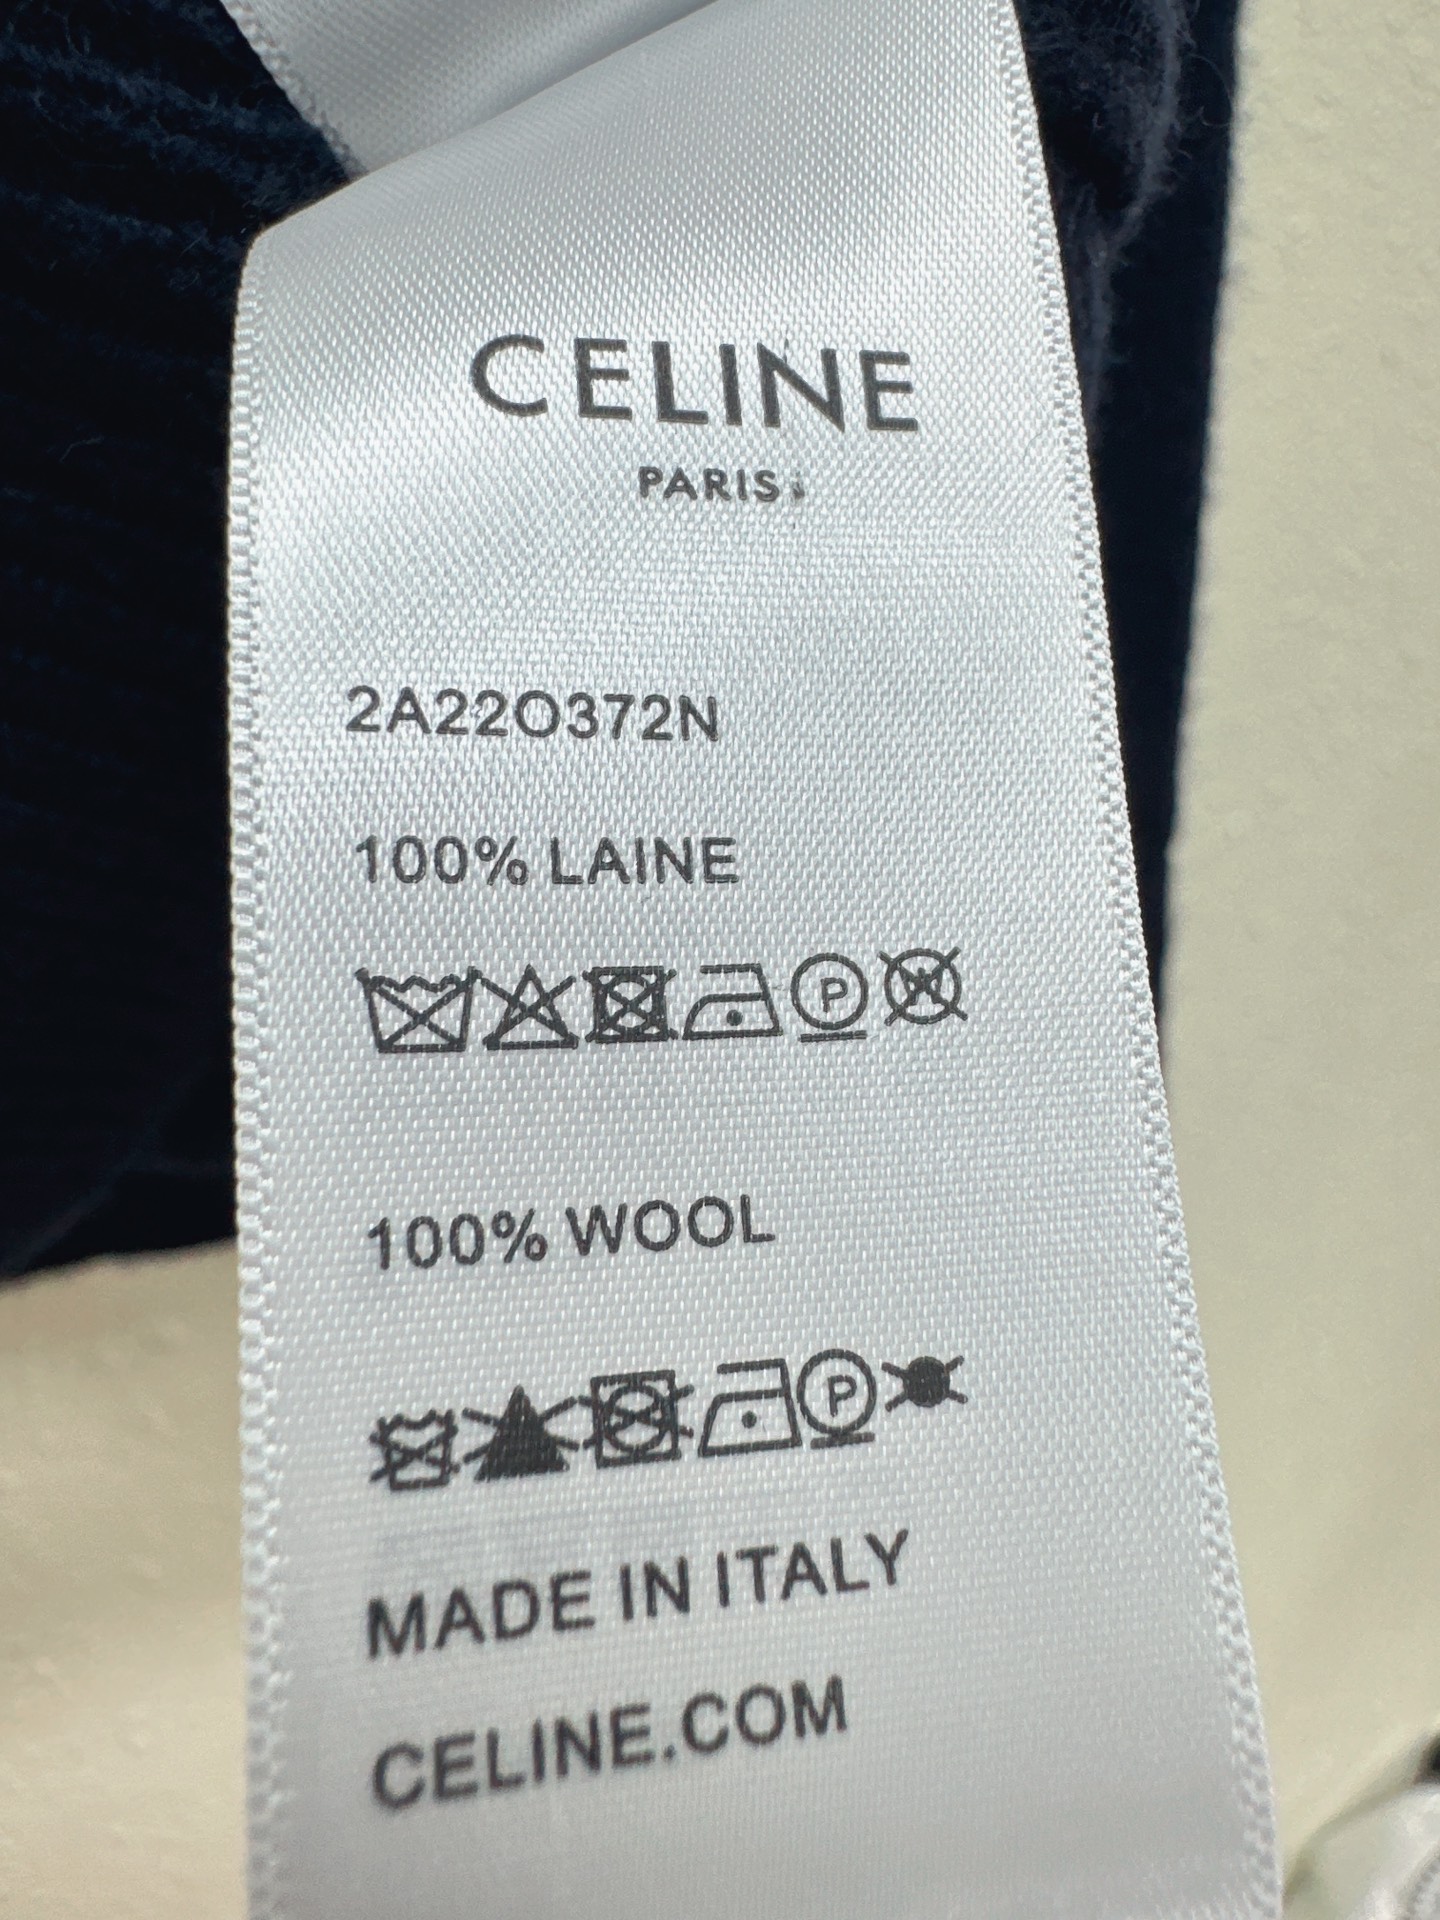 CELINE
PARIS
2A22O372N
100% LAINE
P W
100% WOOL
P
MADE IN ITALY
CELINE.COM